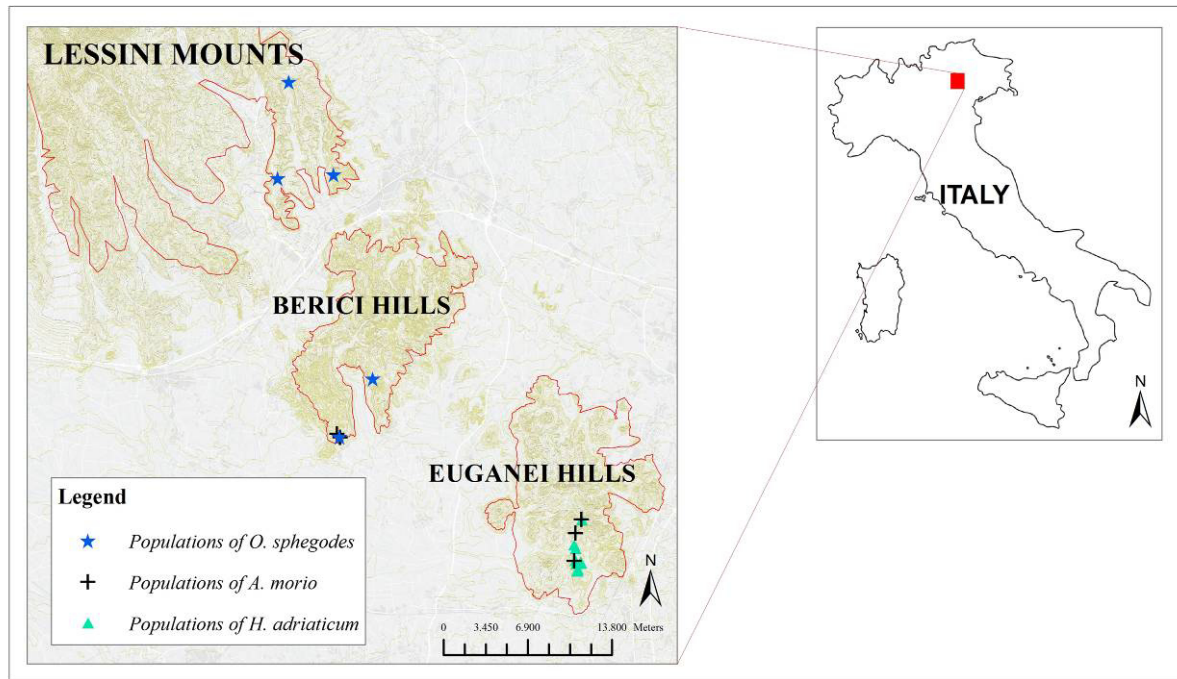 LESSINI MOUNTS
BERICI HILLS
EUGANEI HILLS
Legend
Populations of O. sphegodes
Populations of A. morio
Populations of H. adriaticum
N
0 3.450 6.900 13.800 Meters
ITALY
N